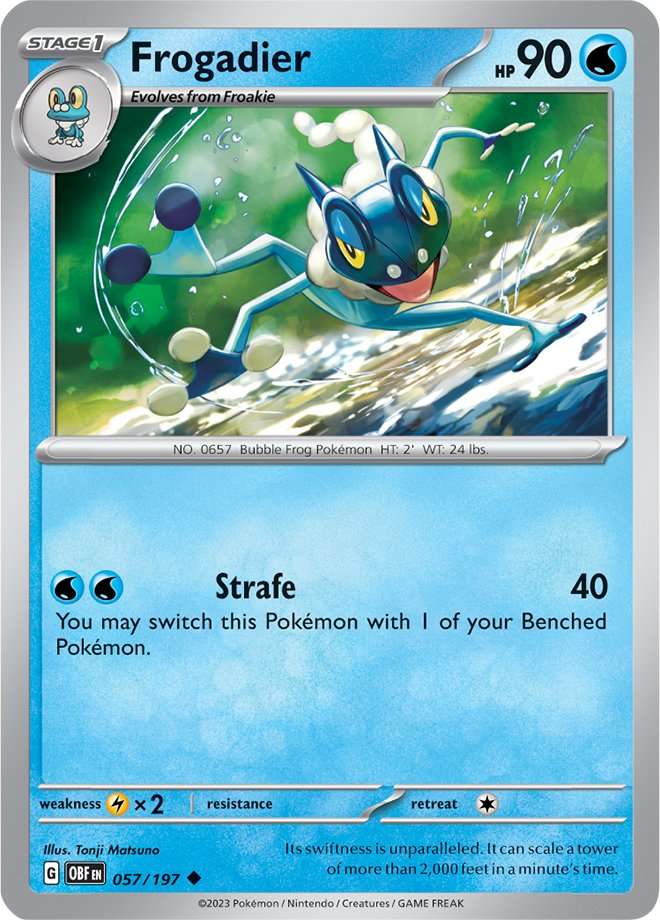 STAGE1
Frogadier
HP 90
Evolves from Froakie
NO. 0657 Bubble Frog Pokémon HT: 2' WT: 24 lbs.
Strafe 40
You may switch this Pokémon with 1 of your Benched
Pokémon.
weakness ×2 resistance retreat
Illus. Tonji Matsuno
Its swiftness is unparalleled. It can scale a tower
of more than 2,000 feet in a minute's time.
G OBF EN 057/197
©2023 Pokémon / Nintendo / Creatures / GAME FREAK